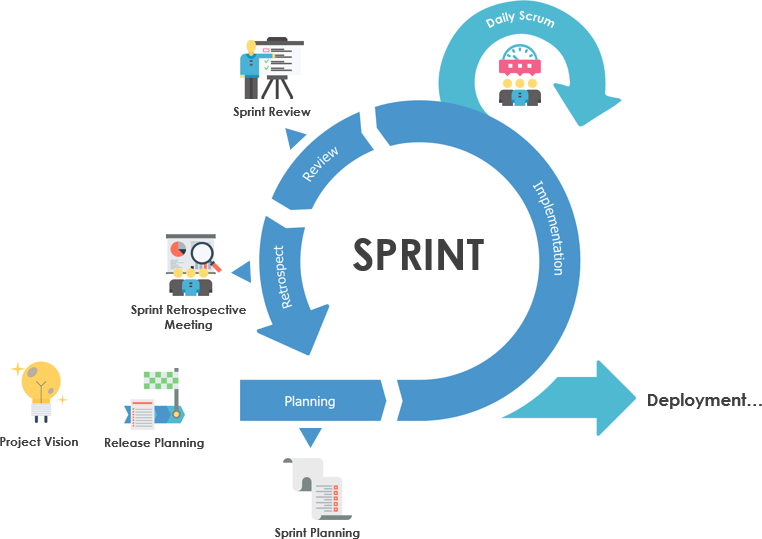 Daily Scrum
Sprint Review
Review
Implementation
SPRINT
Retrospect
Sprint Retrospective
Meeting
Planning
Deployment...
Project Vision
Release Planning
Sprint Planning